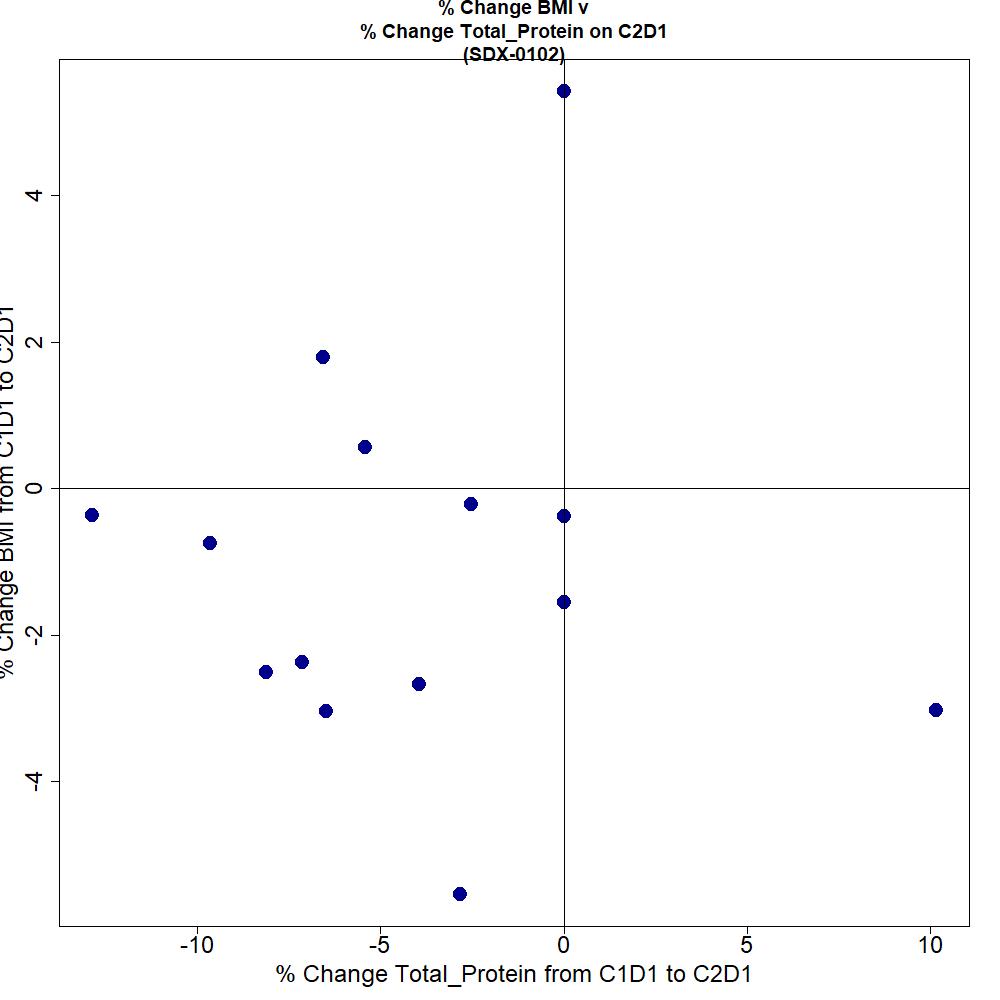 % Change BMI v
% Change Total_Protein on C2D1
(SDX-0102)
4
2
0
-2
-4
% Change BMI from C1D1 to C2D1
-10
-5
0
5
10
% Change Total_Protein from C1D1 to C2D1